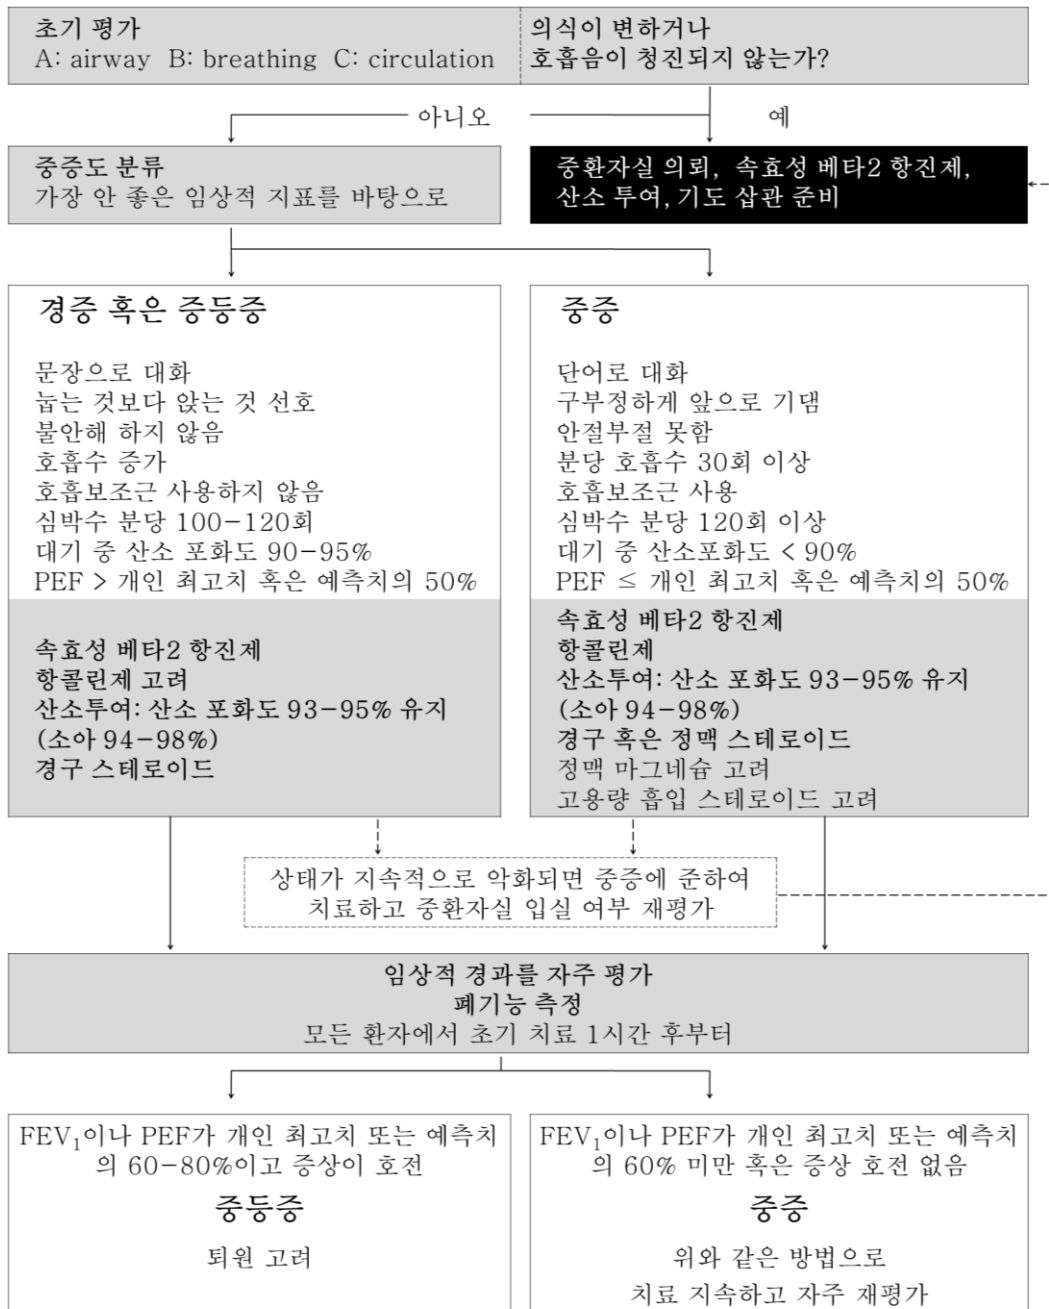 초기 평가
A: airway B: breathing C: circulation
의식이 변하거나
호흡음이 청진되지 않는가?
아니오
예
중증도 분류
가장 안 좋은 임상적 지표를 바탕으로
중환자실 의뢰, 속효성 베타2 항진제,
산소 투여, 기도 삽관 준비
경증 혹은 중등증
문장으로 대화
눕는 것보다 앉는 것 선호
불안해 하지 않음
호흡수 증가
호흡보조근 사용하지 않음
심박수 분당 100-120회
대기 중 산소 포화도 90-95%
PEF > 개인 최고치 혹은 예측치의 50%
속효성 베타2 항진제
항콜린제 고려
산소투여: 산소 포화도 93-95% 유지
(소아 94-98%)
경구 스테로이드
중증
단어로 대화
구부정하게 앞으로 기댐
안절부절 못함
분당 호흡수 30회 이상
호흡보조근 사용
심박수 분당 120회 이상
대기 중 산소포화도 < 90%
PEF ≤ 개인 최고치 혹은 예측치의 50%
속효성 베타2 항진제
항콜린제
산소투여: 산소 포화도 93-95% 유지
(소아 94-98%)
경구 혹은 정맥 스테로이드
정맥 마그네슘 고려
고용량 흡입 스테로이드 고려
상태가 지속적으로 악화되면 중증에 준하여
치료하고 중환자실 입실 여부 재평가
임상적 경과를 자주 평가
폐기능 측정
모든 환자에서 초기 치료 1시간 후부터
FEV₁이나 PEF가 개인 최고치 또는 예측치
의 60-80%이고 증상이 호전
중등증
퇴원 고려
FEV₁이나 PEF가 개인 최고치 또는 예측치
의 60% 미만 혹은 증상 호전 없음
중증
위와 같은 방법으로
치료 지속하고 자주 재평가